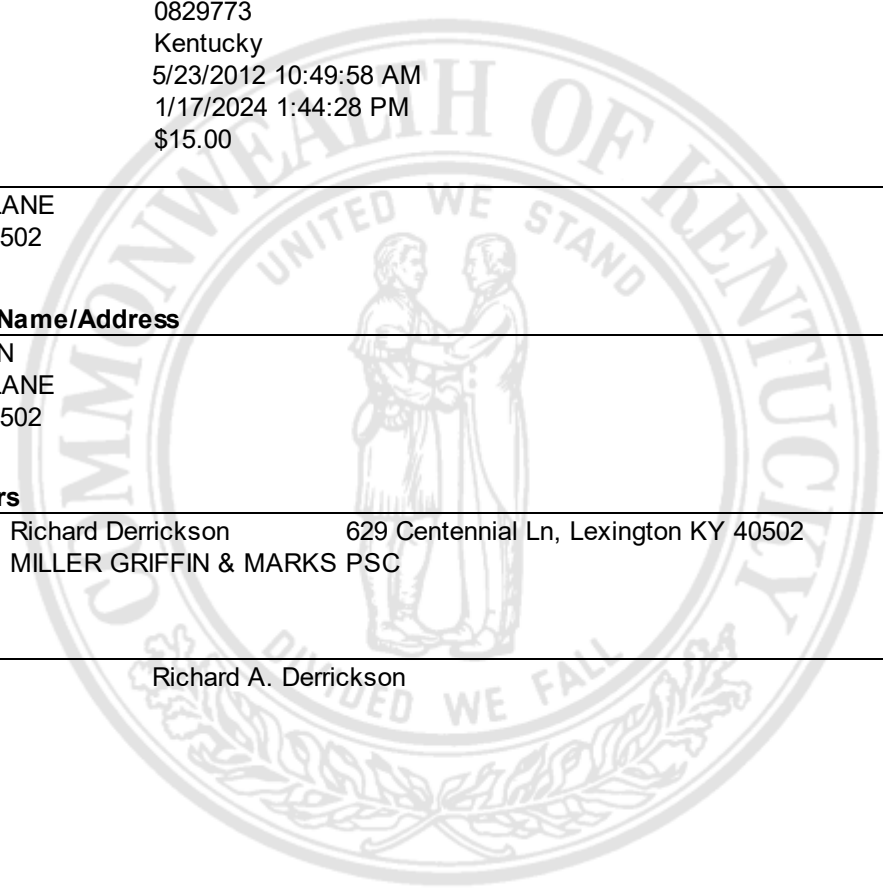 0829773
Kentucky
5/23/2012 10:49:58 AM
1/17/2024 1:44:28 PM
$15.00
LANE
502
Name/Address
N
LANE
502
rs
Richard Derrickson 629 Centennial Ln, Lexington KY 40502
MILLER GRIFFIN & MARKS PSC
Richard A. Derrickson
COMMONWEALTH OF KENTUCKY
UNITED WE STAND
DIVIDED WE FALL